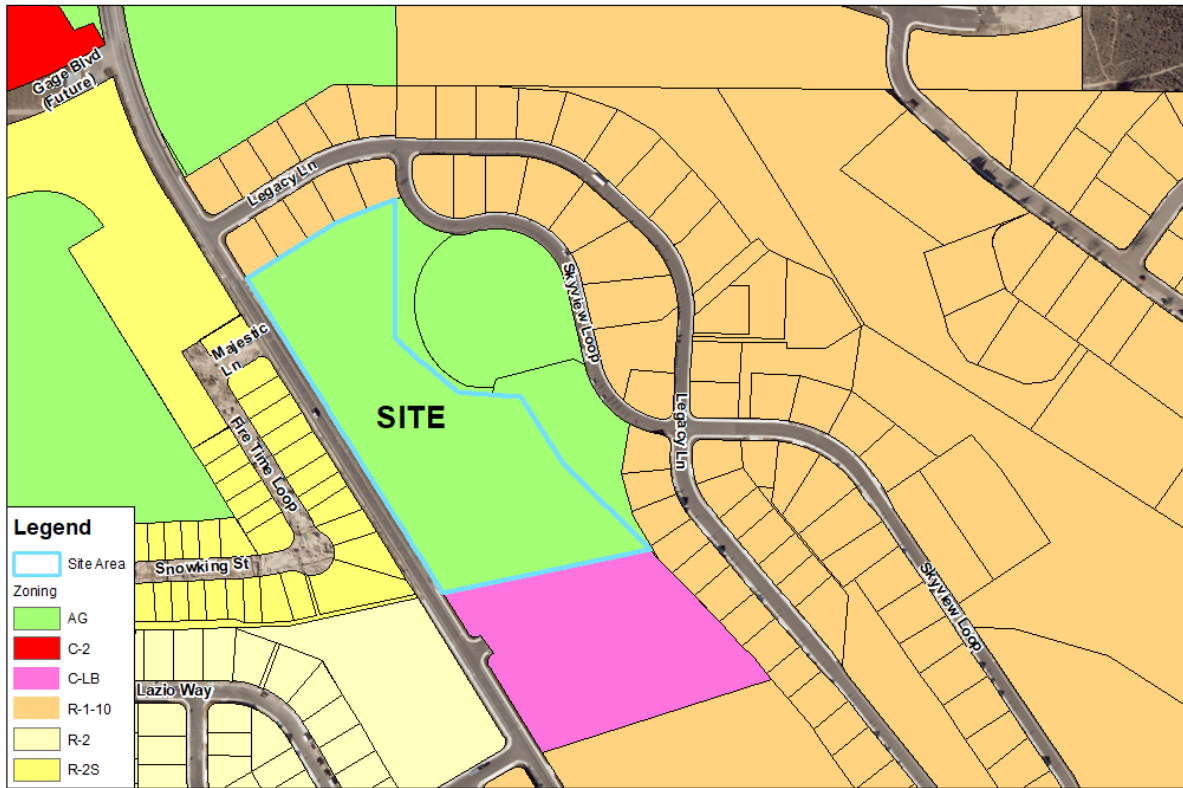 Gage Blvd
(Future)
Legacy Ln
Skyview Loop
Majestic
Ln
SITE
Fire Time Loop
Legacy Ln
Legend
Site Area
Zoning
AG
C-2
C-LB
R-1-10
R-2
R-2S
Snowking St
Skyview Loop
Lazio Way